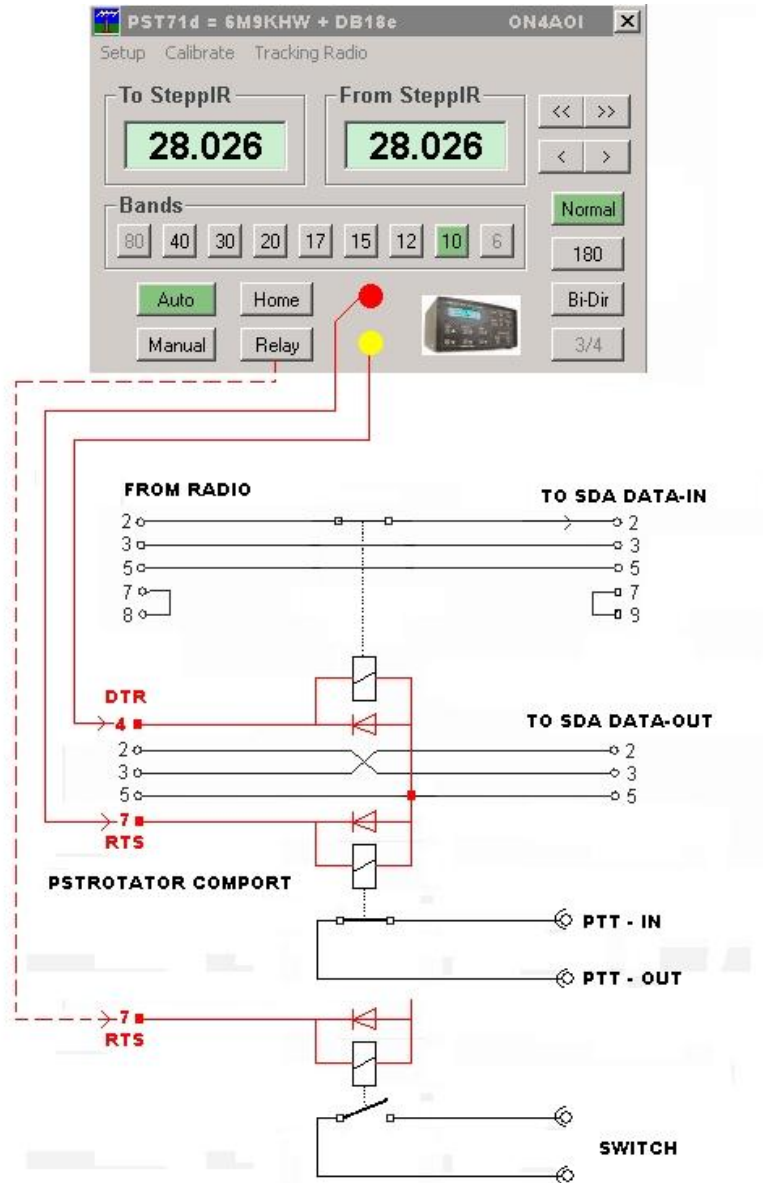 PST71d = 6M9KHW + DB18e ON4AOI X
Setup Calibrate Tracking Radio
To SteppIR From SteppIR
28.026 28.026
<< >>
< >
Bands
80 40 30 20 17 15 12 10 6
Normal
180
Auto Home Bi-Dir
Manual Relay 3/4
FROM RADIO TO SDA DATA-IN
2 2
3 3
5 5
7 7
8 9
DTR
4 TO SDA DATA-OUT
2 2
3 3
5 5
7
RTS
PSTROTATOR COMPORT
PTT - IN
PTT - OUT
7
RTS
SWITCH